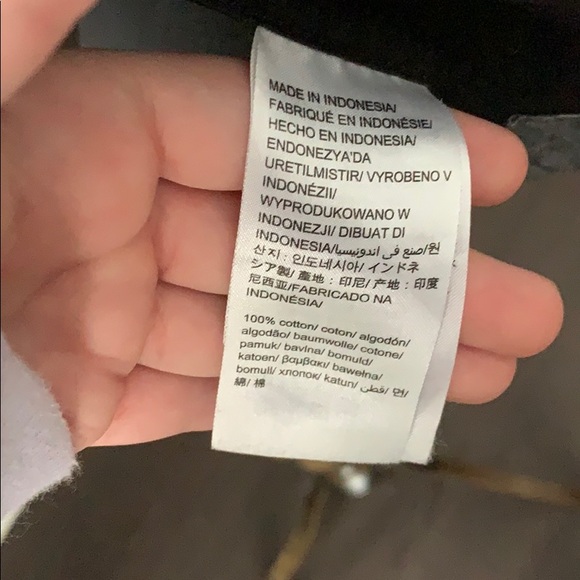 MADE IN INDONESIA/
FABRIQUÉ EN INDONÉSIE/
HECHO EN INDONESIA/
ENDONEZYA'DA
URETILMISTIR/ VYROBENO V
INDONÉZII/
WYPRODUKOWANO W
INDONEZJI/ DIBUAT DI
INDONESIA/صنع في اندونيسيا/원
산지 : 인도네시아/ インドネ
シア製/ 產地 : 印尼/ 产地 : 印度
尼西亚/FABRICADO NA
INDONÉSIA/
100% cotton/ coton/ algodón/
algodão/ baumwolle/ cotone/
pamuk/ bavlna/ bomuld/
katoen/ βαμβακι/ bawełna/
bomull/ хлопок/ katun/ قطن/ 면/
綿/ 棉